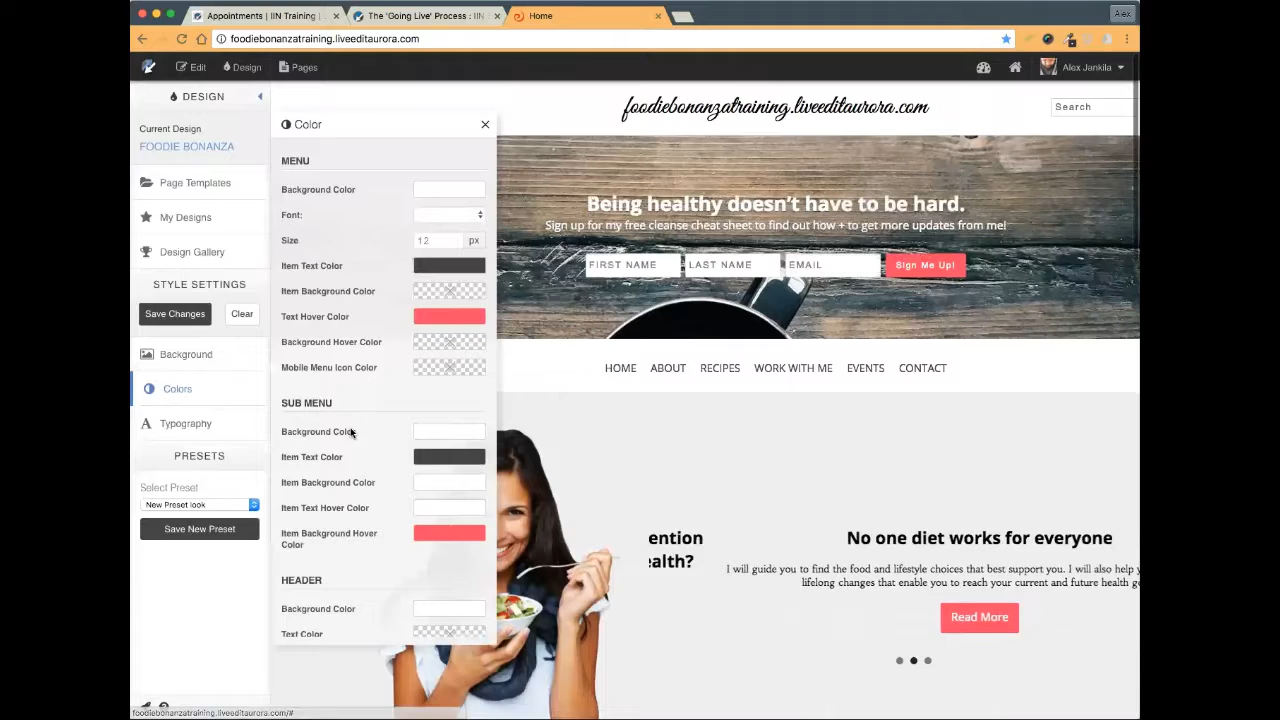 Appointments | IIN Training |
The 'Going Live' Process : IIN
Home
Alex
foodiebonanzatraining.liveeditaurora.com
Edit
Design
Pages
Alex Jankila
DESIGN
Current Design
FOODIE BONANZA
Page Templates
My Designs
Design Gallery
STYLE SETTINGS
Save Changes
Clear
Background
Colors
Typography
PRESETS
Select Preset
New Preset look
Save New Preset
Color
MENU
Background Color
Font:
Size 12 px
Item Text Color
Item Background Color
Text Hover Color
Background Hover Color
Mobile Menu Icon Color
SUB MENU
Background Color
Item Text Color
Item Background Color
Item Text Hover Color
Item Background Hover
Color
HEADER
Background Color
Text Color
foodiebonanzatraining.liveeditaurora.com
Search
Being healthy doesn't have to be hard.
Sign up for my free cleanse cheat sheet to find out how + to get more updates from me!
FIRST NAME LAST NAME EMAIL Sign Me Up!
HOME ABOUT RECIPES WORK WITH ME EVENTS CONTACT
ention
ealth?
No one diet works for everyone
I will guide you to find the food and lifestyle choices that best support you. I will also help y
lifelong changes that enable you to reach your current and future health go
Read More
foodiebonanzatraining.liveeditaurora.com/#